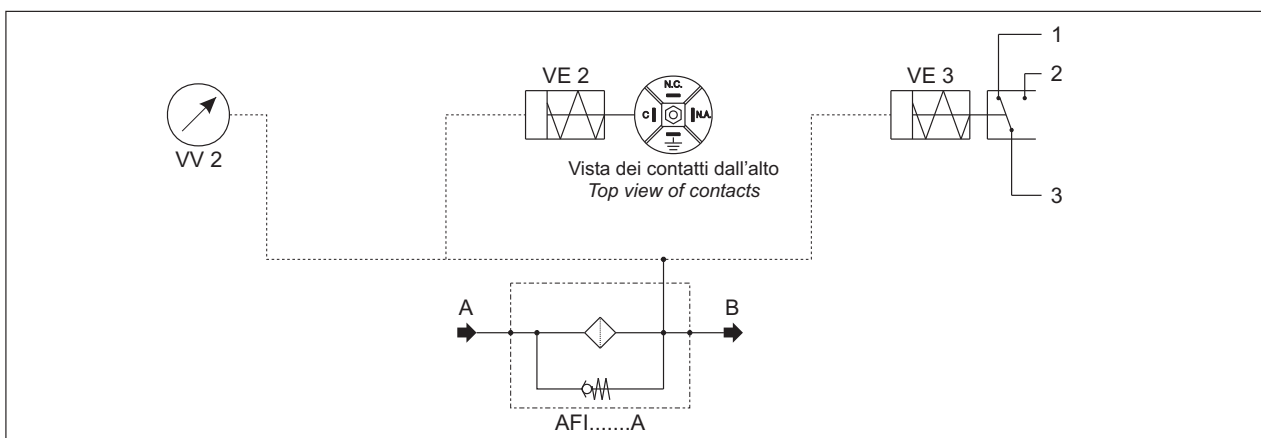 1
VE 2
N.C.
VE 3
2
C
N.A.
VV 2
Vista dei contatti dall'alto
Top view of contacts
3
A
B
AFI.......A